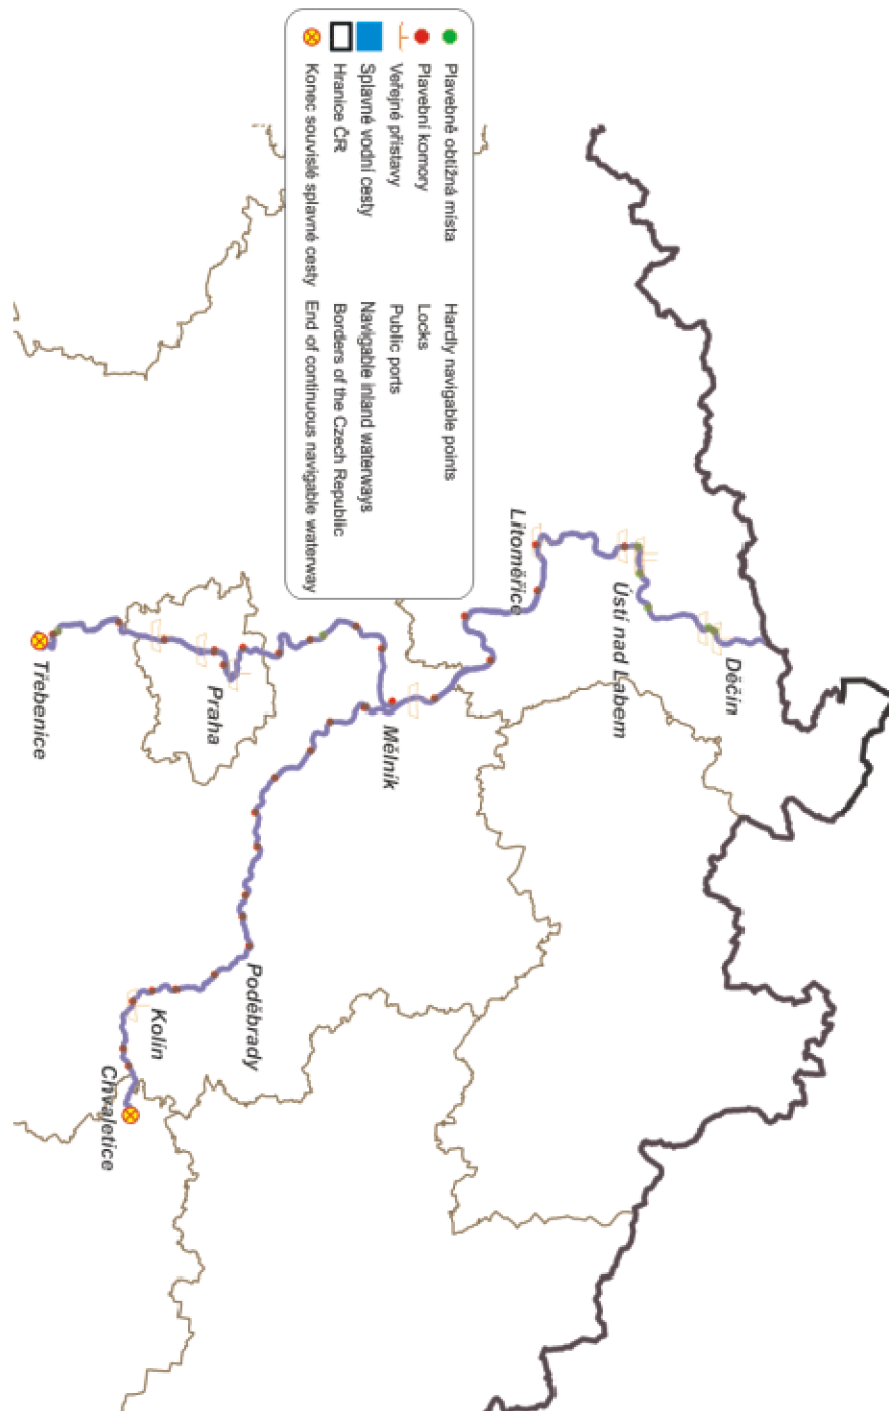 Plavebně obtížná místa Hardly navigable points
Plavební komory Locks
Veřejné přístavy Public ports
Splavné vodní cesty Navigable inland waterways
Hranice ČR Borders of the Czech Republic
Konec souvislé splavné cesty End of continuous navigable waterway
Děčín
Ústí nad Labem
Litoměřice
Mělník
Praha
Třebenice
Poděbrady
Kolín
Chvaletice